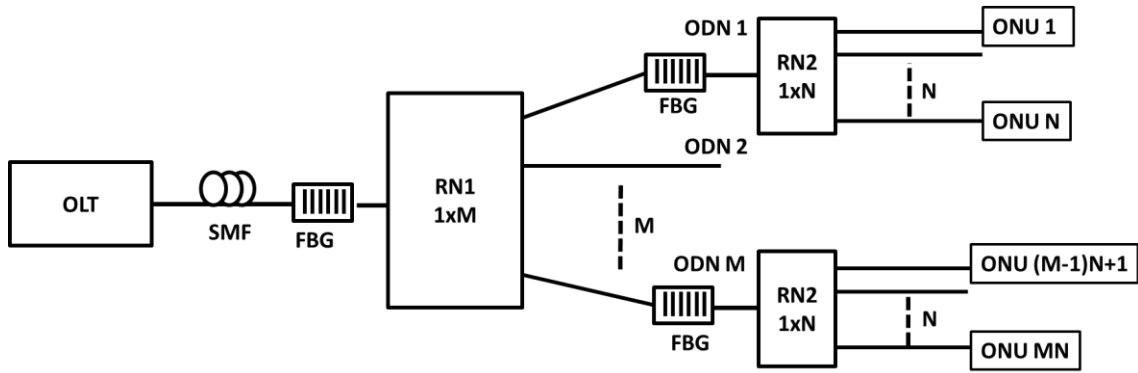 OLT
SMF
FBG
RN1
1xM
ODN 1
FBG
RN2
1xN
N
ONU 1
ONU N
ODN 2
M
ODN M
FBG
RN2
1xN
N
ONU (M-1)N+1
ONU MN